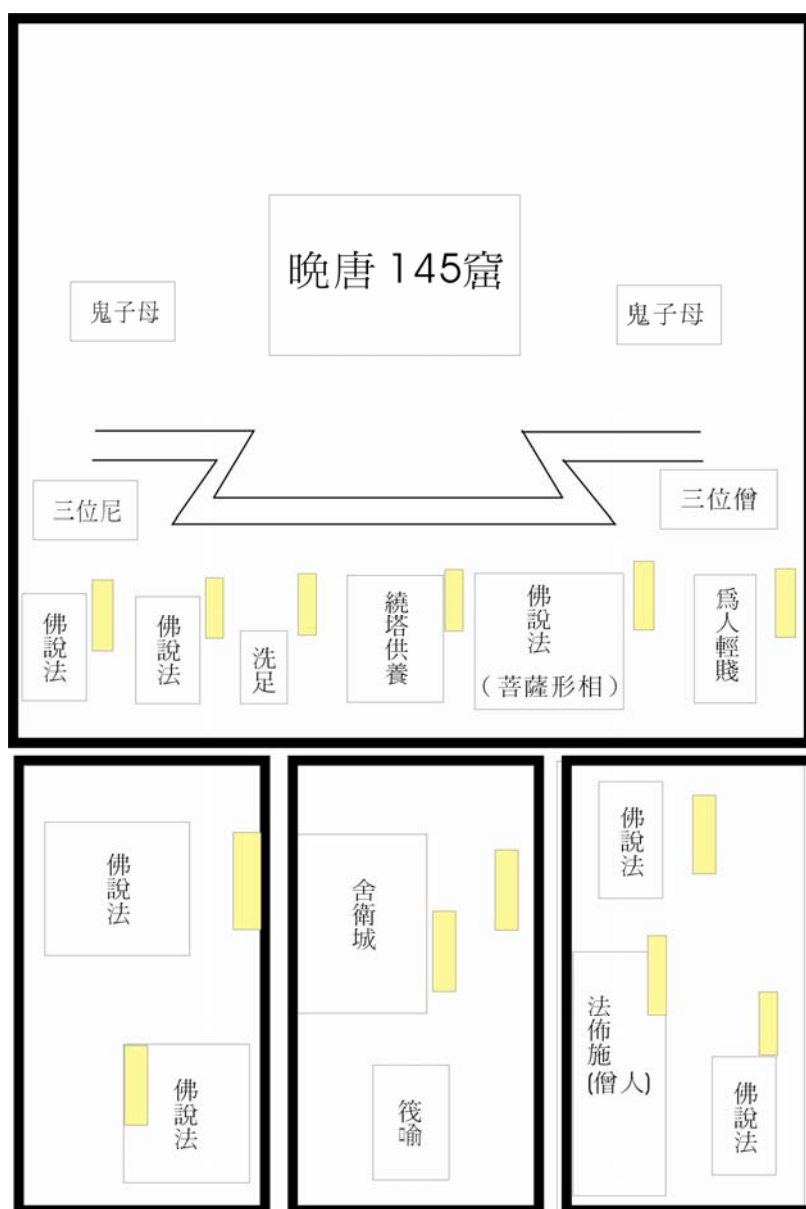 晚唐 145窟
鬼子母
鬼子母
三位尼
三位僧
佛說法
佛說法
洗足
繞塔供養
佛說法
（菩薩形相）
爲人輕賤
佛說法
佛說法
舍衛城
筏喻
佛說法
法佈施
(僧人)
佛說法